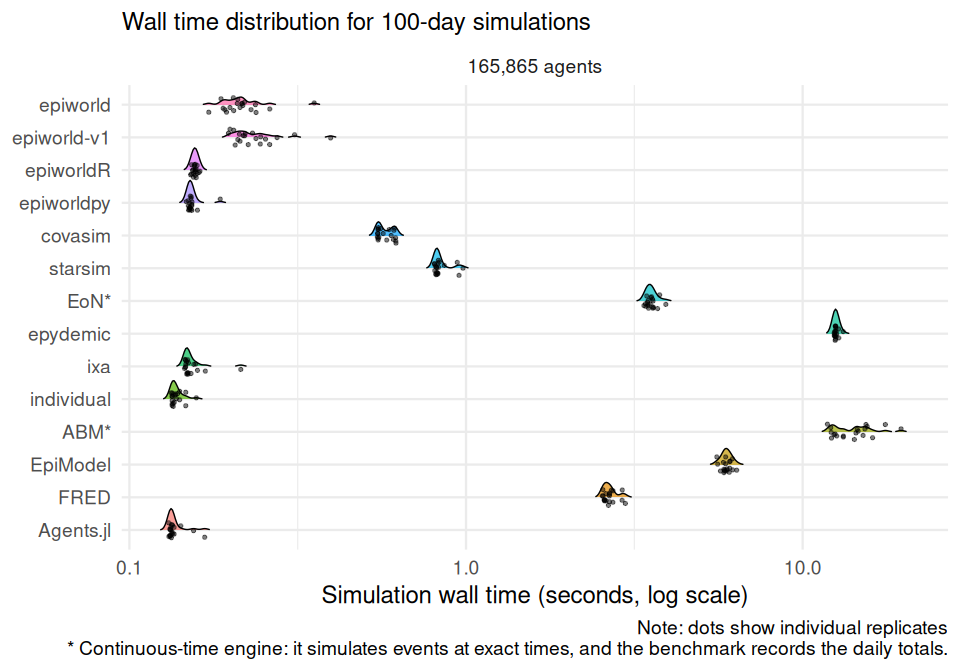 Wall time distribution for 100-day simulations
165,865 agents
epiworld
epiworld-v1
epiworldR
epiworldpy
covasim
starsim
EoN*
epydemic
ixa
individual
ABM*
EpiModel
FRED
Agents.jl
0.1 1.0 10.0
Simulation wall time (seconds, log scale)
Note: dots show individual replicates
* Continuous-time engine: it simulates events at exact times, and the benchmark records the daily totals.